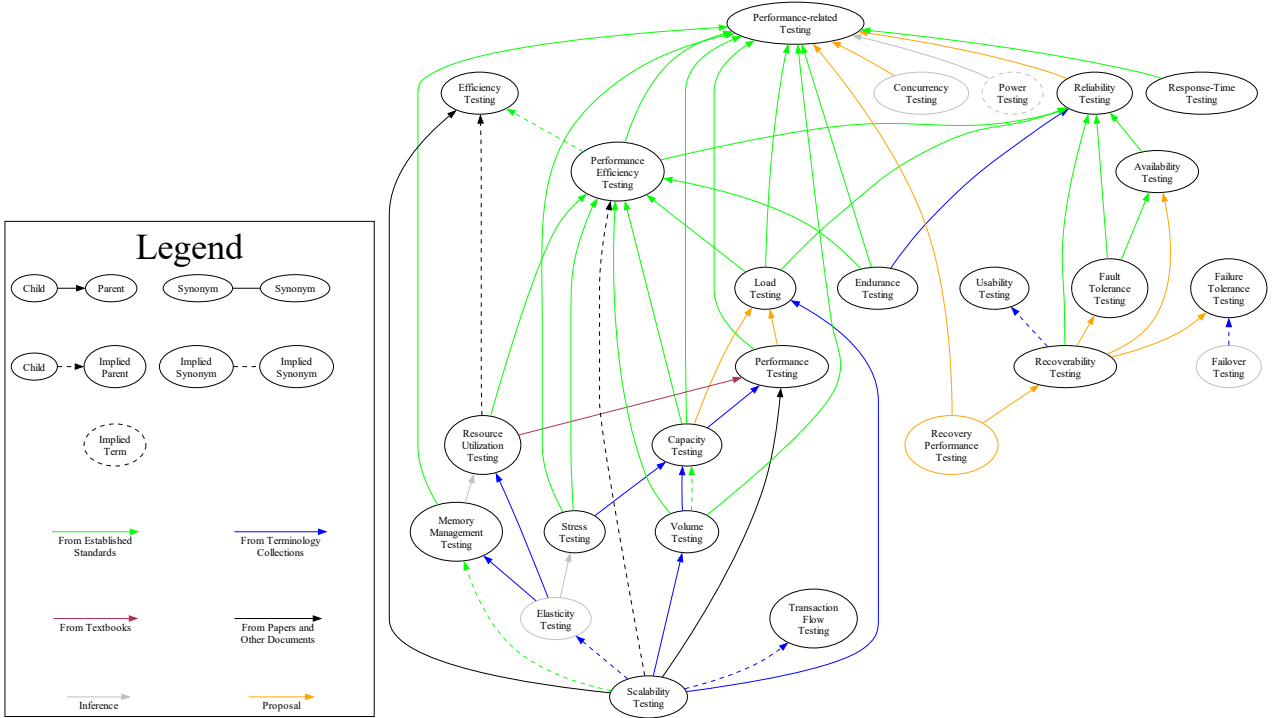 Performance-related
Testing
Efficiency
Testing
Concurrency
Testing
Power
Testing
Reliability
Testing
Response-Time
Testing
Performance
Efficiency
Testing
Availability
Testing
Legend
Child
Parent
Synonym
Synonym
Load
Testing
Endurance
Testing
Usability
Testing
Fault
Tolerance
Testing
Failure
Tolerance
Testing
Child
Implied
Parent
Implied
Synonym
Implied
Synonym
Performance
Testing
Recoverability
Testing
Failover
Testing
Implied
Term
Resource
Utilization
Testing
Capacity
Testing
Recovery
Performance
Testing
From Established
Standards
From Terminology
Collections
Memory
Management
Testing
Stress
Testing
Volume
Testing
From Textbooks
From Papers and
Other Documents
Elasticity
Testing
Transaction
Flow
Testing
Inference
Proposal
Scalability
Testing